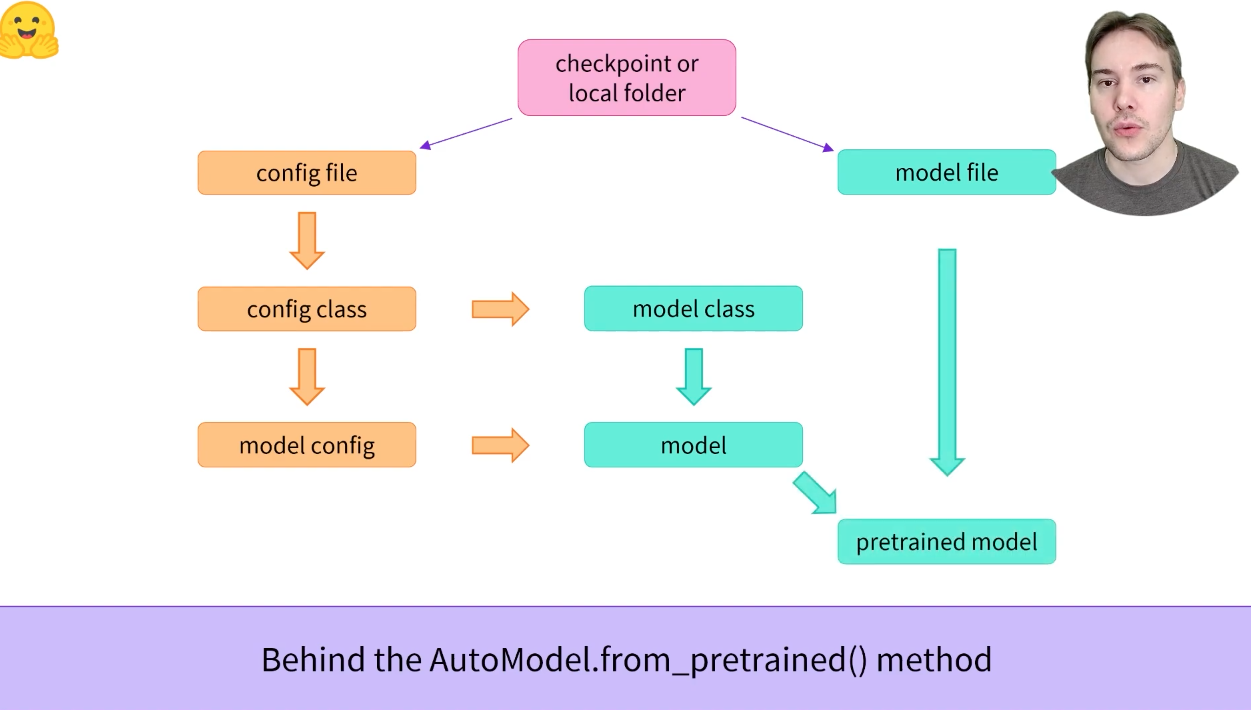 checkpoint or
local folder
config file
model file
config class
model class
model config
model
pretrained model
Behind the AutoModel.from_pretrained() method